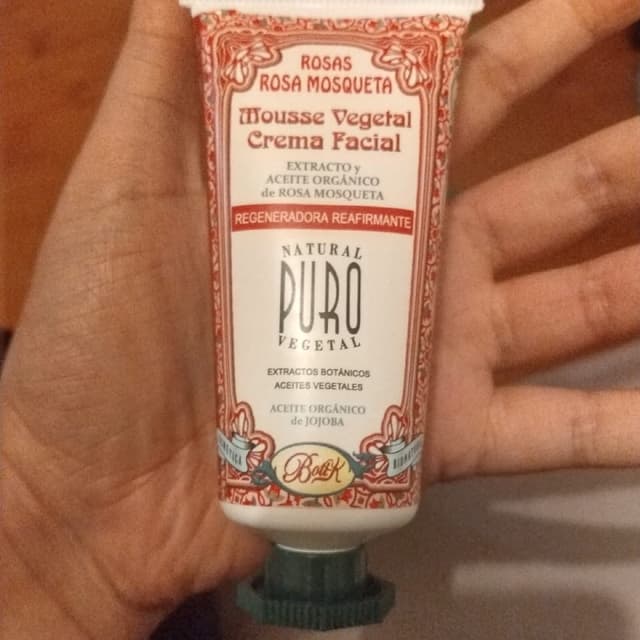 ROSAS
ROSA MOSQUETA
Mousse Vegetal
Crema Facial
EXTRACTO y
ACEITE ORGÁNICO
de ROSA MOSQUETA
REGENERADORA REAFIRMANTE
NATURAL
PURO
VEGETAL
EXTRACTOS BOTÁNICOS
ACEITES VEGETALES
ACEITE ORGÁNICO
de JOJOBA